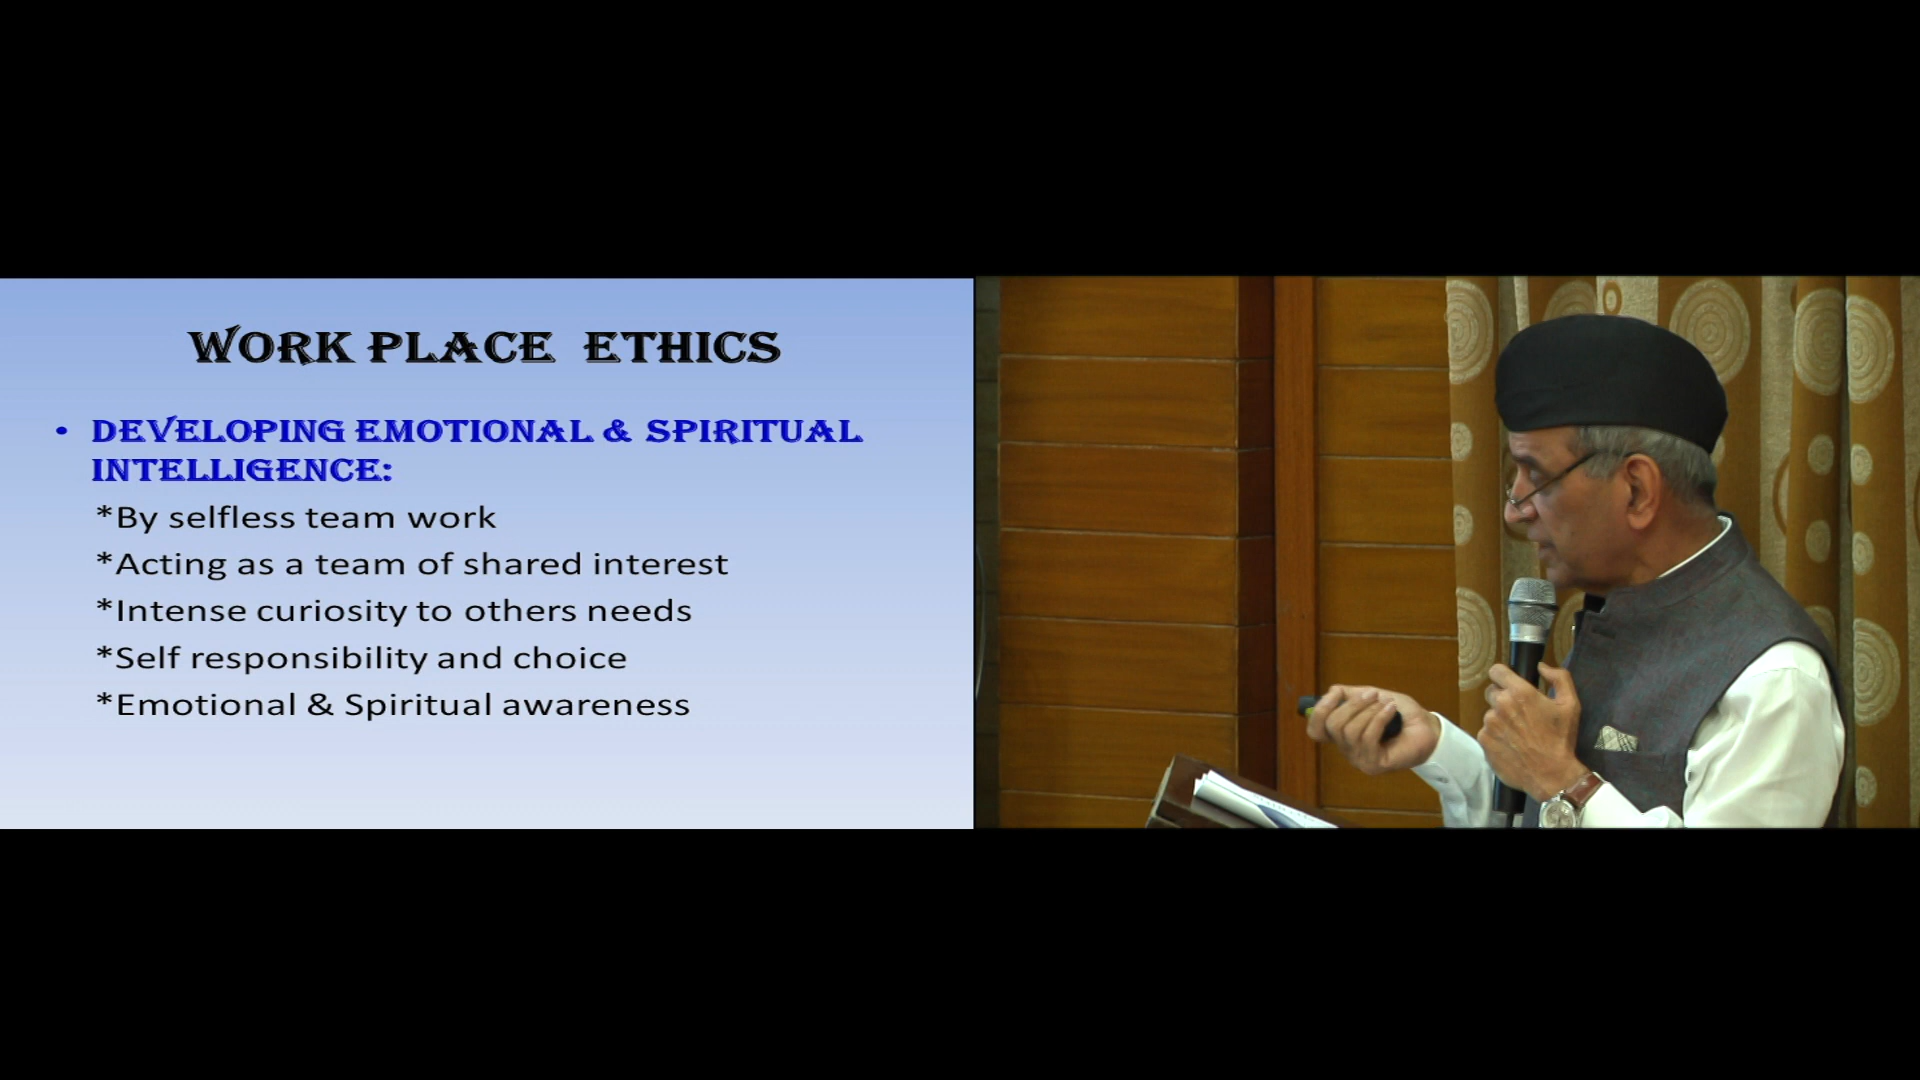 WORK PLACE ETHICS
• DEVELOPING EMOTIONAL & SPIRITUAL
INTELLIGENCE:
*By selfless team work
*Acting as a team of shared interest
*Intense curiosity to others needs
*Self responsibility and choice
*Emotional & Spiritual awareness